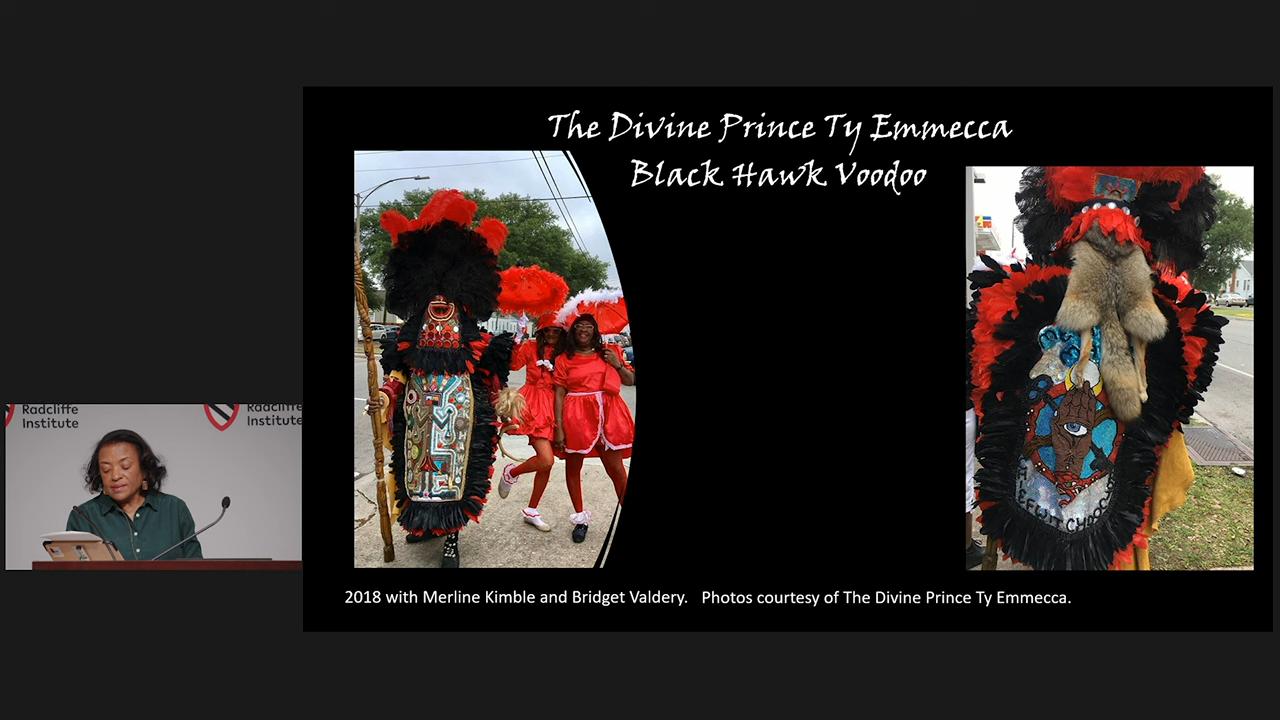 The Divine Prince Ty Emmecca
Black Hawk Voodoo
Radcliffe
Institute
Radcliffe
Institute
2018 with Merline Kimble and Bridget Valdery. Photos courtesy of The Divine Prince Ty Emmecca.